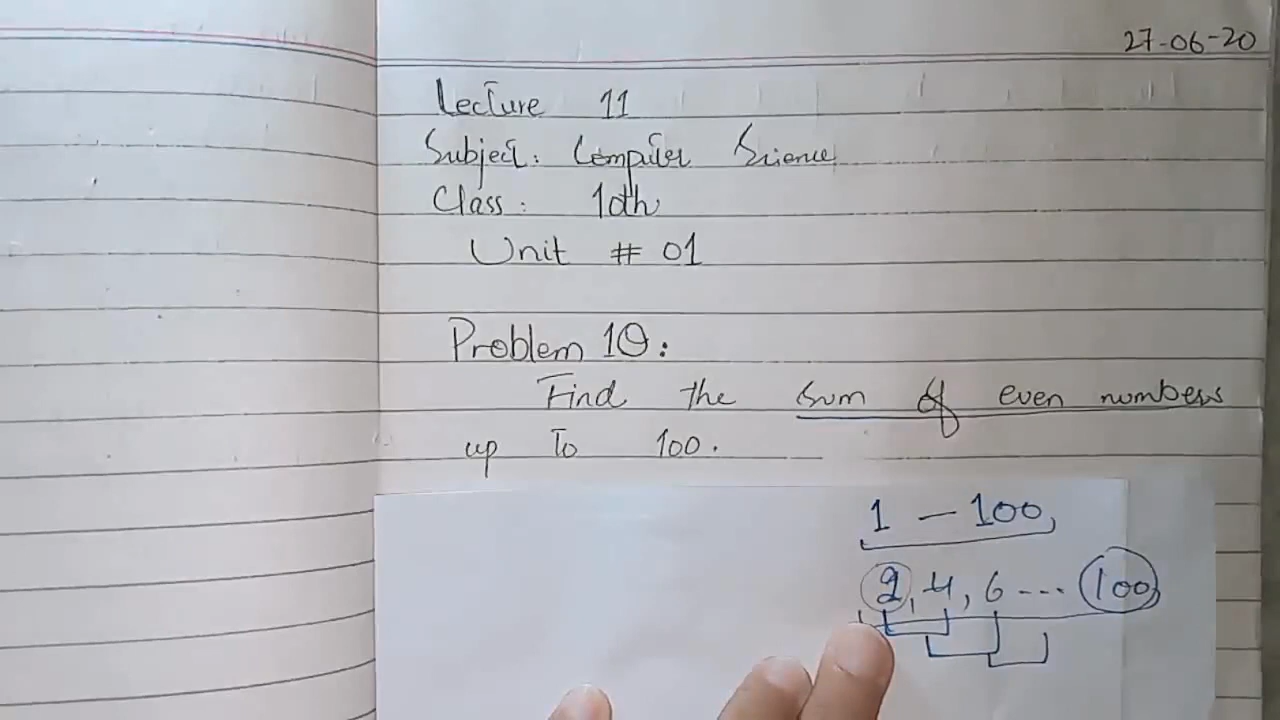 27-06-20
Lecture 11
Subject: Computer Science
Class: 10th
Unit # 01
Problem 10:
Find the sum of even numbers
up to 100.
1 - 100,
2, 4, 6 --- 100,